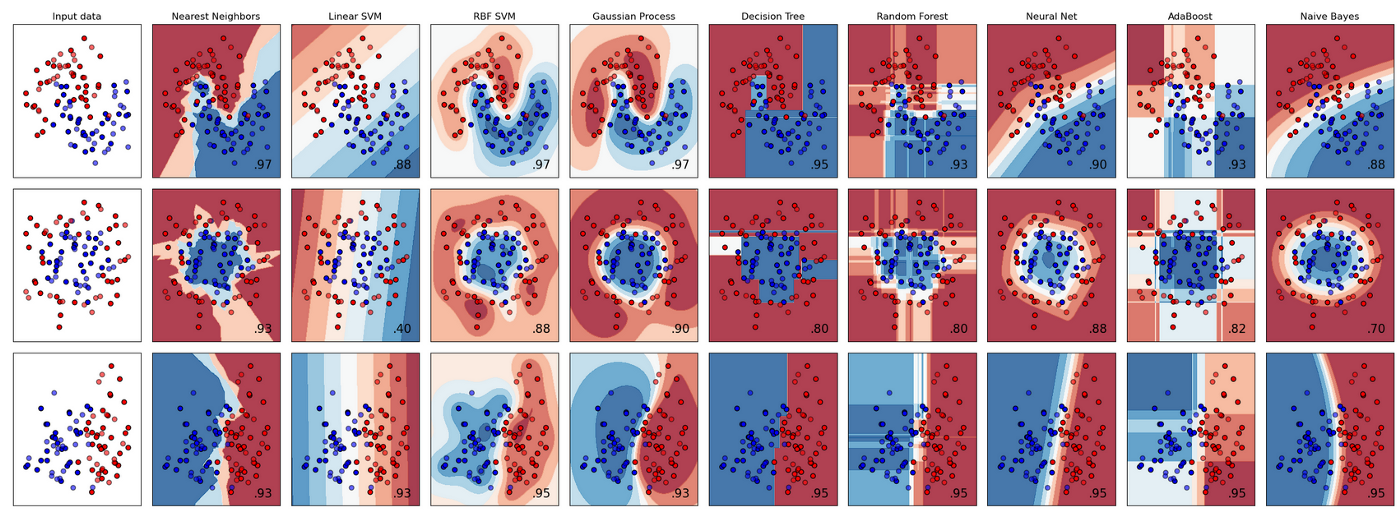 Input data Nearest Neighbors Linear SVM RBF SVM Gaussian Process Decision Tree Random Forest Neural Net AdaBoost Naive Bayes
.97 .88 .97 .97 .95 .93 .90 .93 .88
.93 .40 .88 .90 .80 .80 .88 .82 .70
.93 .93 .95 .93 .95 .95 .95 .95 .95